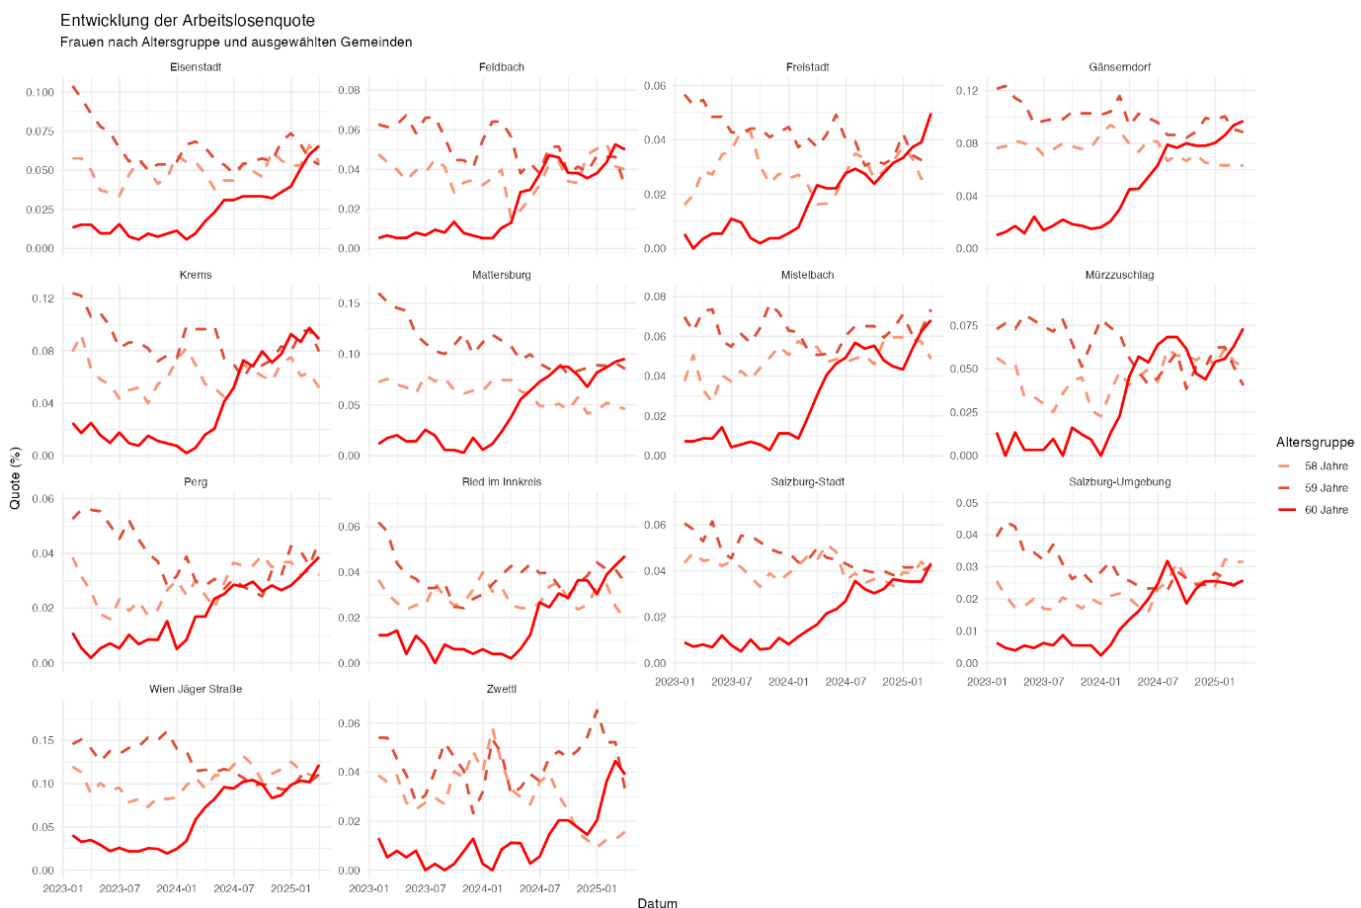 Entwicklung der Arbeitslosenquote
Frauen nach Altersgruppe und ausgewählten Gemeinden
Eisenstadt
Feldbach
Freistadt
Gänserndorf
0.100
0.075
0.050
0.025
0.000
0.08
0.06
0.04
0.02
0.00
0.06
0.04
0.02
0.00
0.12
0.08
0.04
0.00
Krems
Mattersburg
Mistelbach
Mürzzuschlag
0.12
0.08
0.04
0.00
0.15
0.10
0.05
0.00
0.08
0.06
0.04
0.02
0.00
0.075
0.050
0.025
0.000
Perg
Ried im Innkreis
Salzburg-Stadt
Salzburg-Umgebung
0.06
0.04
0.02
0.00
0.06
0.04
0.02
0.00
0.06
0.04
0.02
0.00
0.05
0.04
0.03
0.02
0.01
0.00
2023-01 2023-07 2024-01 2024-07 2025-01
2023-01 2023-07 2024-01 2024-07 2025-01
Wien Jäger Straße
Zwettl
0.15
0.10
0.05
0.00
0.06
0.04
0.02
0.00
2023-01 2023-07 2024-01 2024-07 2025-01
2023-01 2023-07 2024-01 2024-07 2025-01
Quote (%)
Datum
Altersgruppe
58 Jahre
59 Jahre
60 Jahre